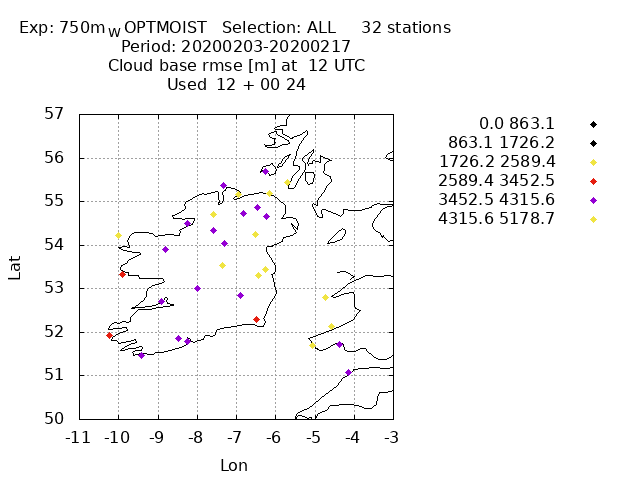 Exp: 750m_W OPTMOIST Selection: ALL 32 stations
Period: 20200203-20200217
Cloud base rmse [m] at 12 UTC
Used 12 + 00 24
0.0 863.1
863.1 1726.2
1726.2 2589.4
2589.4 3452.5
3452.5 4315.6
4315.6 5178.7
57
56
55
54
53
52
51
50
Lat
-11 -10 -9 -8 -7 -6 -5 -4 -3
Lon